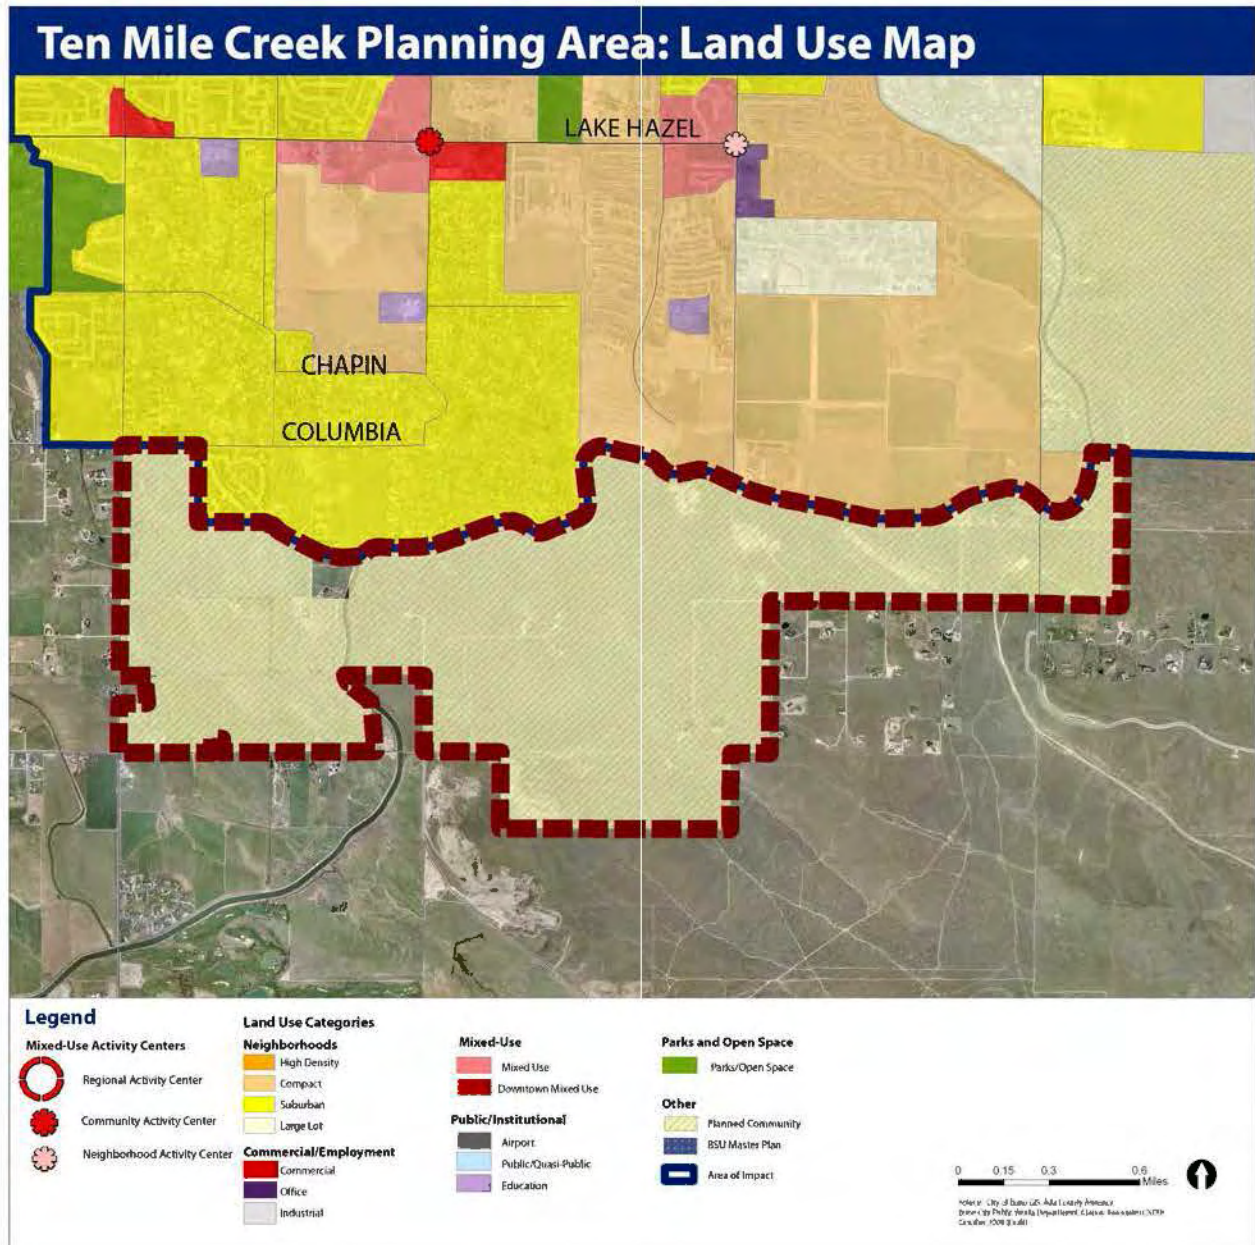 Ten Mile Creek Planning Area: Land Use Map
LAKE HAZEL
CHAPIN
COLUMBIA
Legend
Mixed-Use Activity Centers
Regional Activity Center
Community Activity Center
Neighborhood Activity Center
Land Use Categories
Neighborhoods
High Density
Compact
Suburban
Large Lot
Commercial/Employment
Commercial
Office
Industrial
Mixed-Use
Mixed Use
Downtown Mixed Use
Public/Institutional
Airport
Public/Quasi-Public
Education
Parks and Open Space
Parks/Open Space
Other
Planned Community
BSU Master Plan
Area of Impact
0 0.15 0.3 0.6
Miles